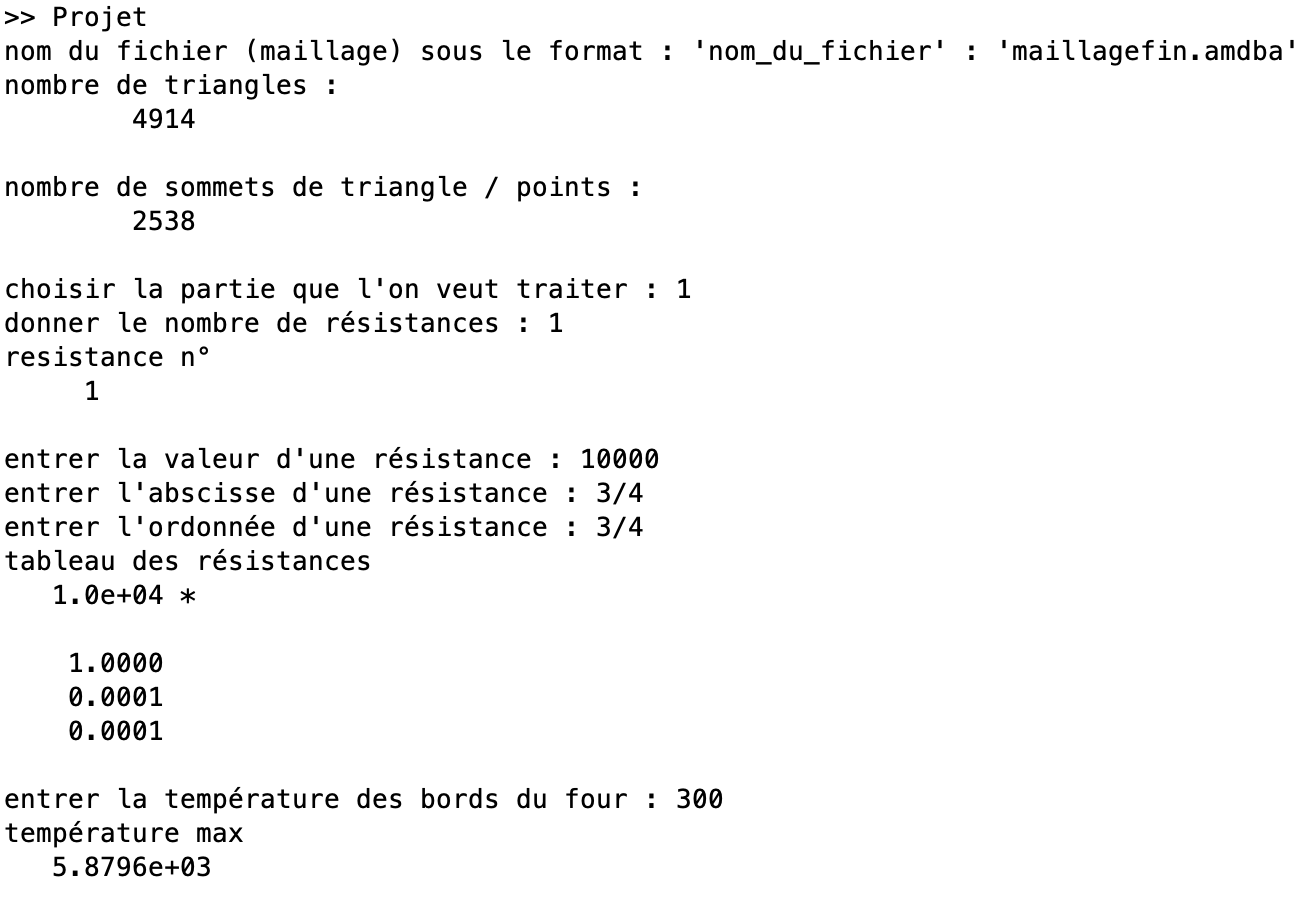 >> Projet
nom du fichier (maillage) sous le format : 'nom_du_fichier' : 'maillagefin.amdba'
nombre de triangles :
4914
nombre de sommets de triangle / points :
2538
choisir la partie que l'on veut traiter : 1
donner le nombre de résistances : 1
resistance n°
1
entrer la valeur d'une résistance : 10000
entrer l'abscisse d'une résistance : 3/4
entrer l'ordonnée d'une résistance : 3/4
tableau des résistances
1.0e+04 *
1.0000
0.0001
0.0001
entrer la température des bords du four : 300
température max
5.8796e+03